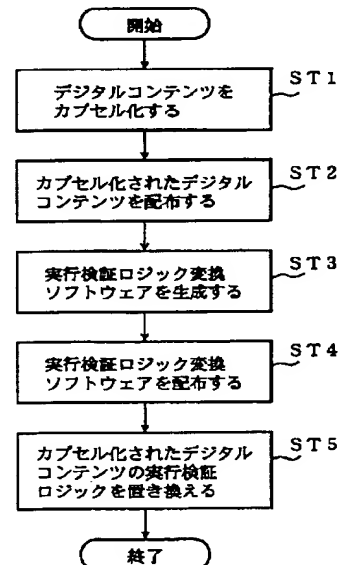 開始
デジタルコンテンツを
カプセル化する
ST1
カプセル化されたデジタル
コンテンツを配布する
ST2
実行検証ロジック変換
ソフトウェアを生成する
ST3
実行検証ロジック変換
ソフトウェアを配布する
ST4
カプセル化されたデジタル
コンテンツの実行検証
ロジックを置き換える
ST5
終了